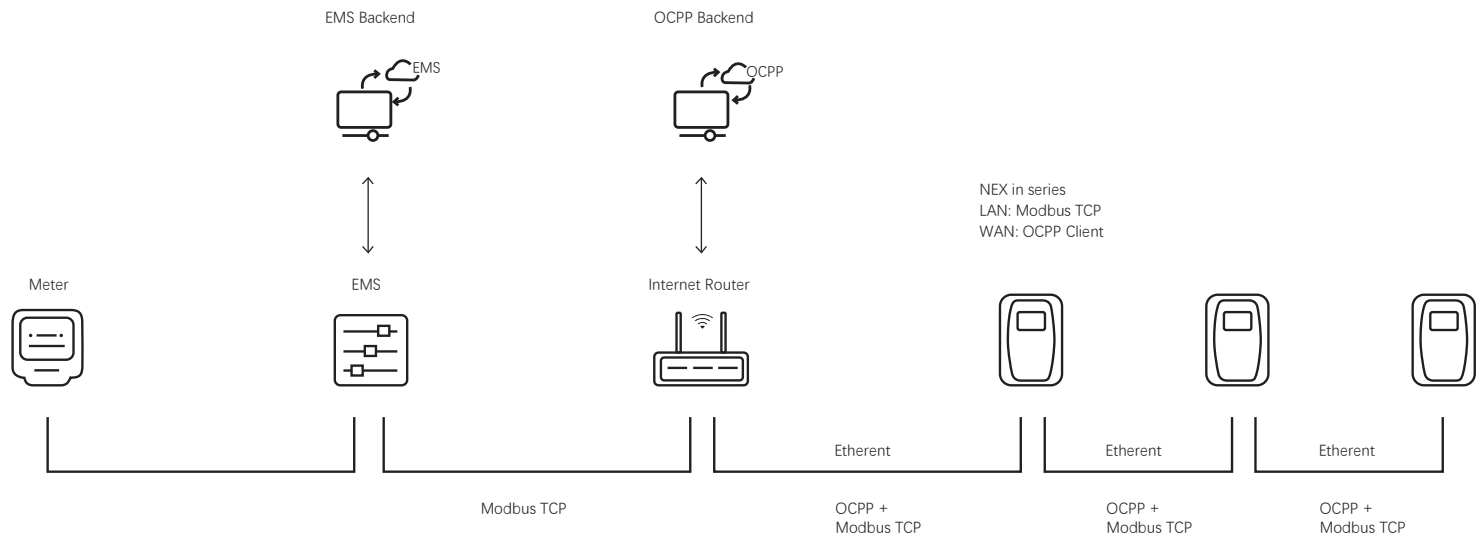 EMS Backend
OCPP Backend
EMS
OCPP
NEX in series
LAN: Modbus TCP
WAN: OCPP Client
Meter
EMS
Internet Router
Etherent
Etherent
Etherent
Modbus TCP
OCPP +
Modbus TCP
OCPP +
Modbus TCP
OCPP +
Modbus TCP